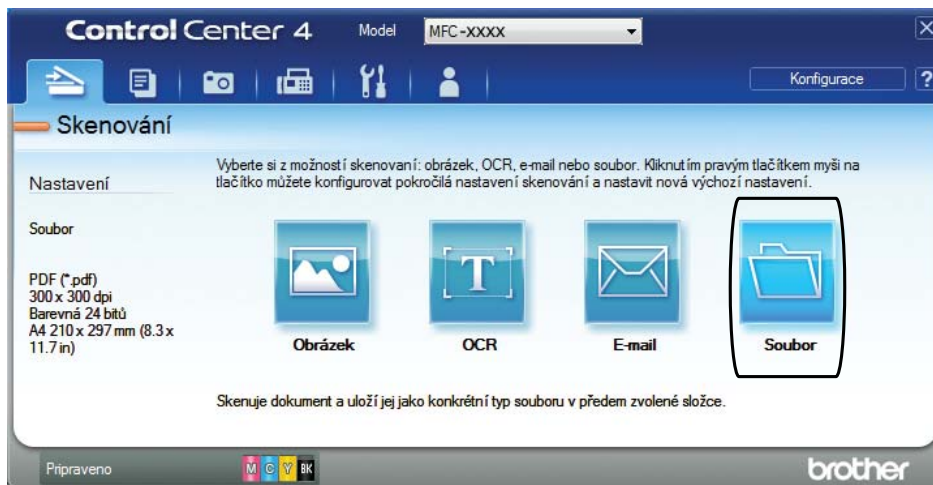 Control Center 4
Model
MFC-XXXX
X
Konfigurace
?
Skenování
Nastavení
Soubor
PDF (*.pdf)
300 x 300 dpi
Barevná 24 bitů
A4 210 x 297 mm (8.3 x
11.7 in)
Vyberte si z možností skenovaní: obrázek, OCR, e-mail nebo soubor. Kliknutím pravým tlačítkem myši na
tlačítko můžete konfigurovat pokročilá nastavení skenování a nastavit nová výchozí nastavení.
T
Obrázek
OCR
E-mail
Soubor
Skenuje dokument a uloží jej jako konkrétní typ souboru v předem zvolené složce.
Pripraveno
M C Y BK
brother